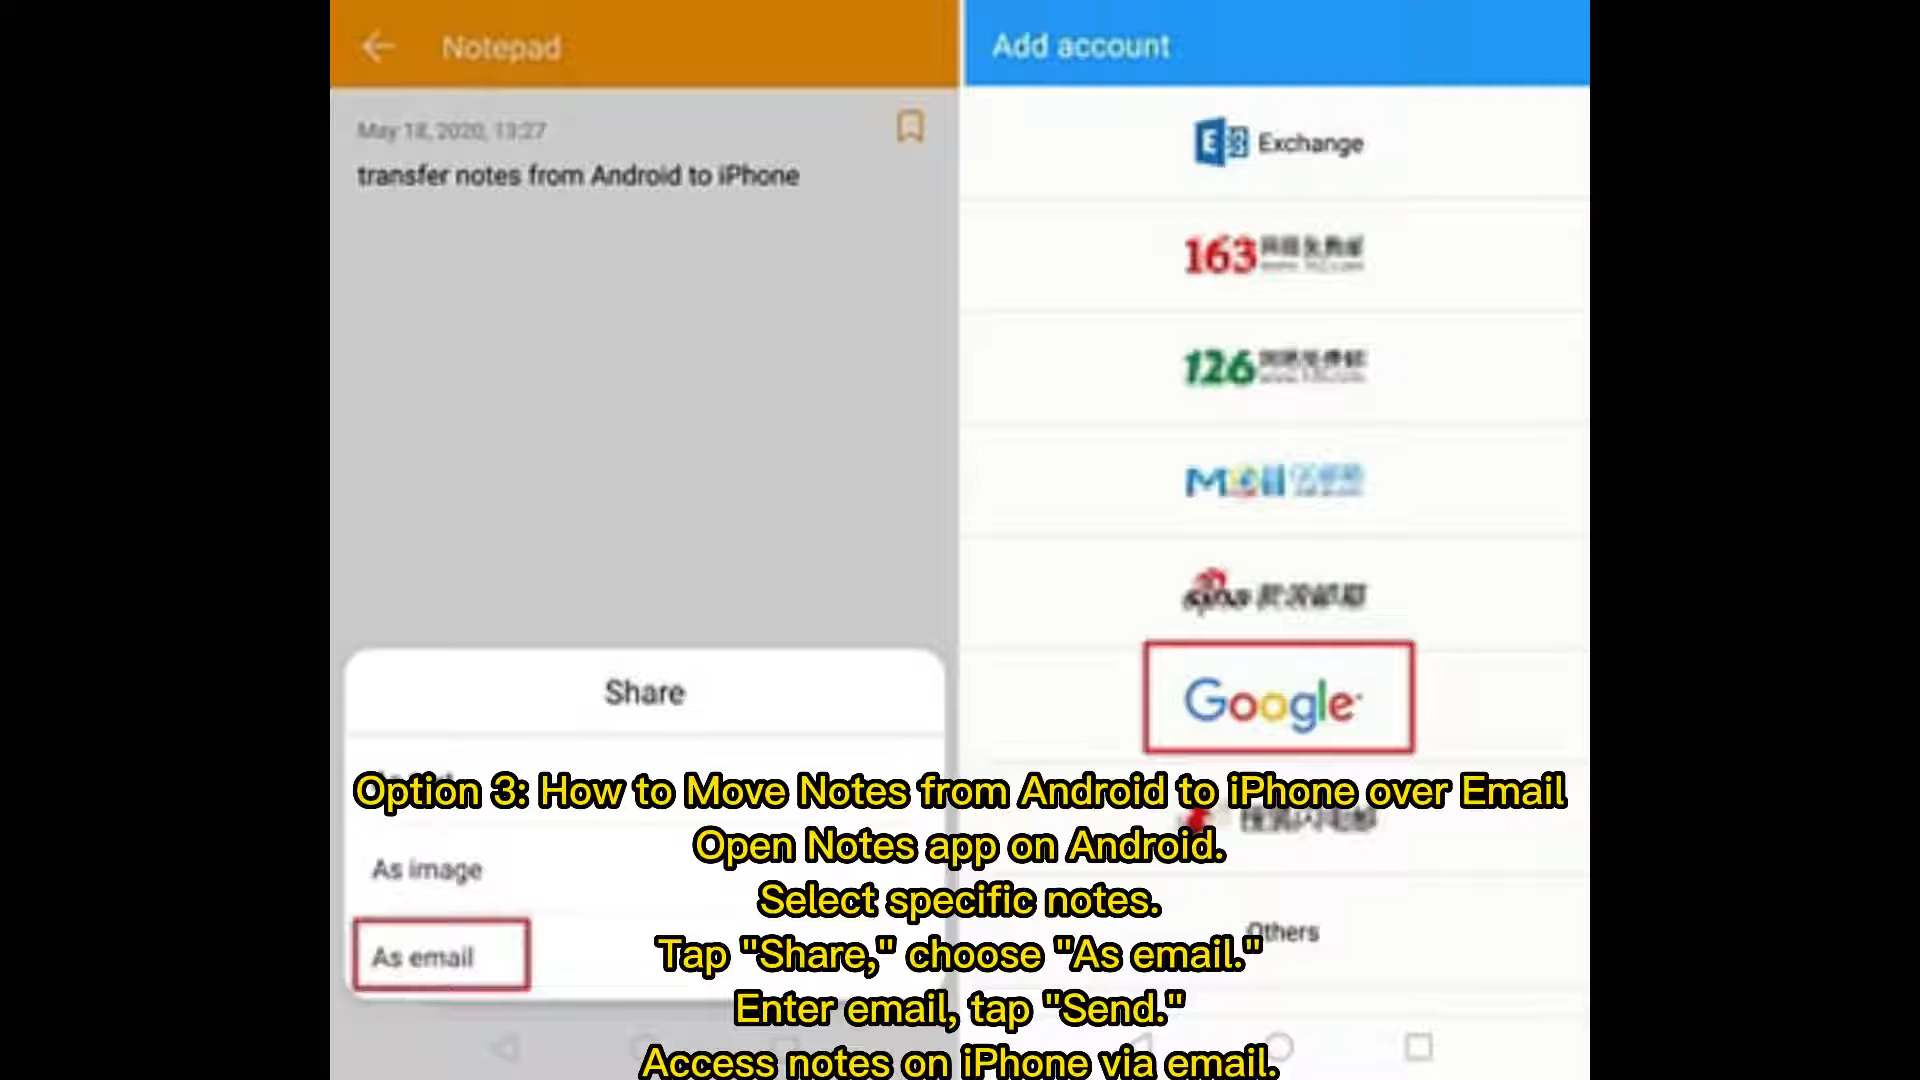 Notepad
May 18, 2020, 13:27
transfer notes from Android to iPhone
Share
As image
As email
Add account
Exchange
163
126
Mail
sina
Google
Others
Option 3: How to Move Notes from Android to iPhone over Email
Open Notes app on Android.
Select specific notes.
Tap "Share," choose "As email."
Enter email, tap "Send."
Access notes on iPhone via email.